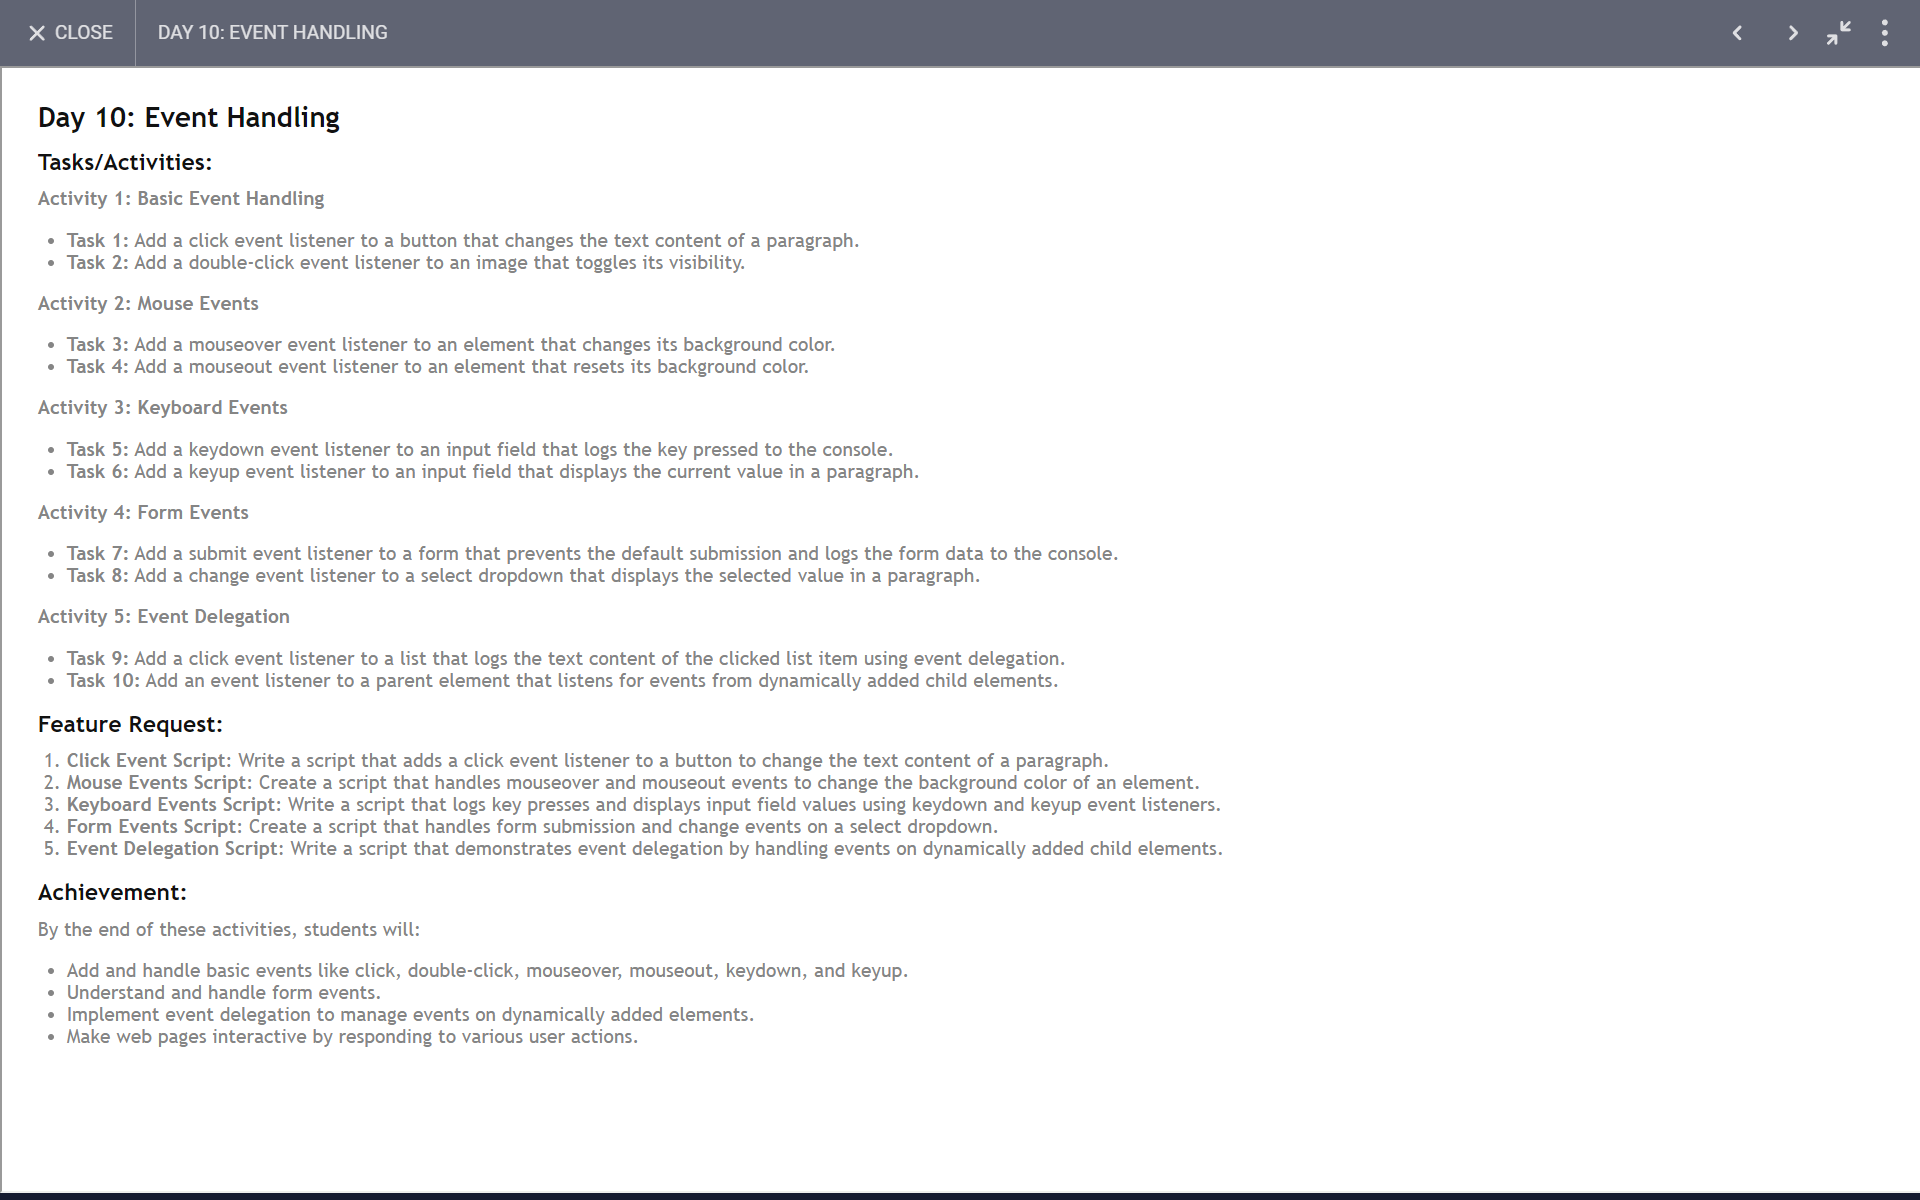 CLOSE
DAY 10: EVENT HANDLING
Day 10: Event Handling
Tasks/Activities:
Activity 1: Basic Event Handling
• Task 1: Add a click event listener to a button that changes the text content of a paragraph.
• Task 2: Add a double-click event listener to an image that toggles its visibility.
Activity 2: Mouse Events
• Task 3: Add a mouseover event listener to an element that changes its background color.
• Task 4: Add a mouseout event listener to an element that resets its background color.
Activity 3: Keyboard Events
• Task 5: Add a keydown event listener to an input field that logs the key pressed to the console.
• Task 6: Add a keyup event listener to an input field that displays the current value in a paragraph.
Activity 4: Form Events
• Task 7: Add a submit event listener to a form that prevents the default submission and logs the form data to the console.
• Task 8: Add a change event listener to a select dropdown that displays the selected value in a paragraph.
Activity 5: Event Delegation
• Task 9: Add a click event listener to a list that logs the text content of the clicked list item using event delegation.
• Task 10: Add an event listener to a parent element that listens for events from dynamically added child elements.
Feature Request:
1. Click Event Script: Write a script that adds a click event listener to a button to change the text content of a paragraph.
2. Mouse Events Script: Create a script that handles mouseover and mouseout events to change the background color of an element.
3. Keyboard Events Script: Write a script that logs key presses and displays input field values using keydown and keyup event listeners.
4. Form Events Script: Create a script that handles form submission and change events on a select dropdown.
5. Event Delegation Script: Write a script that demonstrates event delegation by handling events on dynamically added child elements.
Achievement:
By the end of these activities, students will:
• Add and handle basic events like click, double-click, mouseover, mouseout, keydown, and keyup.
• Understand and handle form events.
• Implement event delegation to manage events on dynamically added elements.
• Make web pages interactive by responding to various user actions.